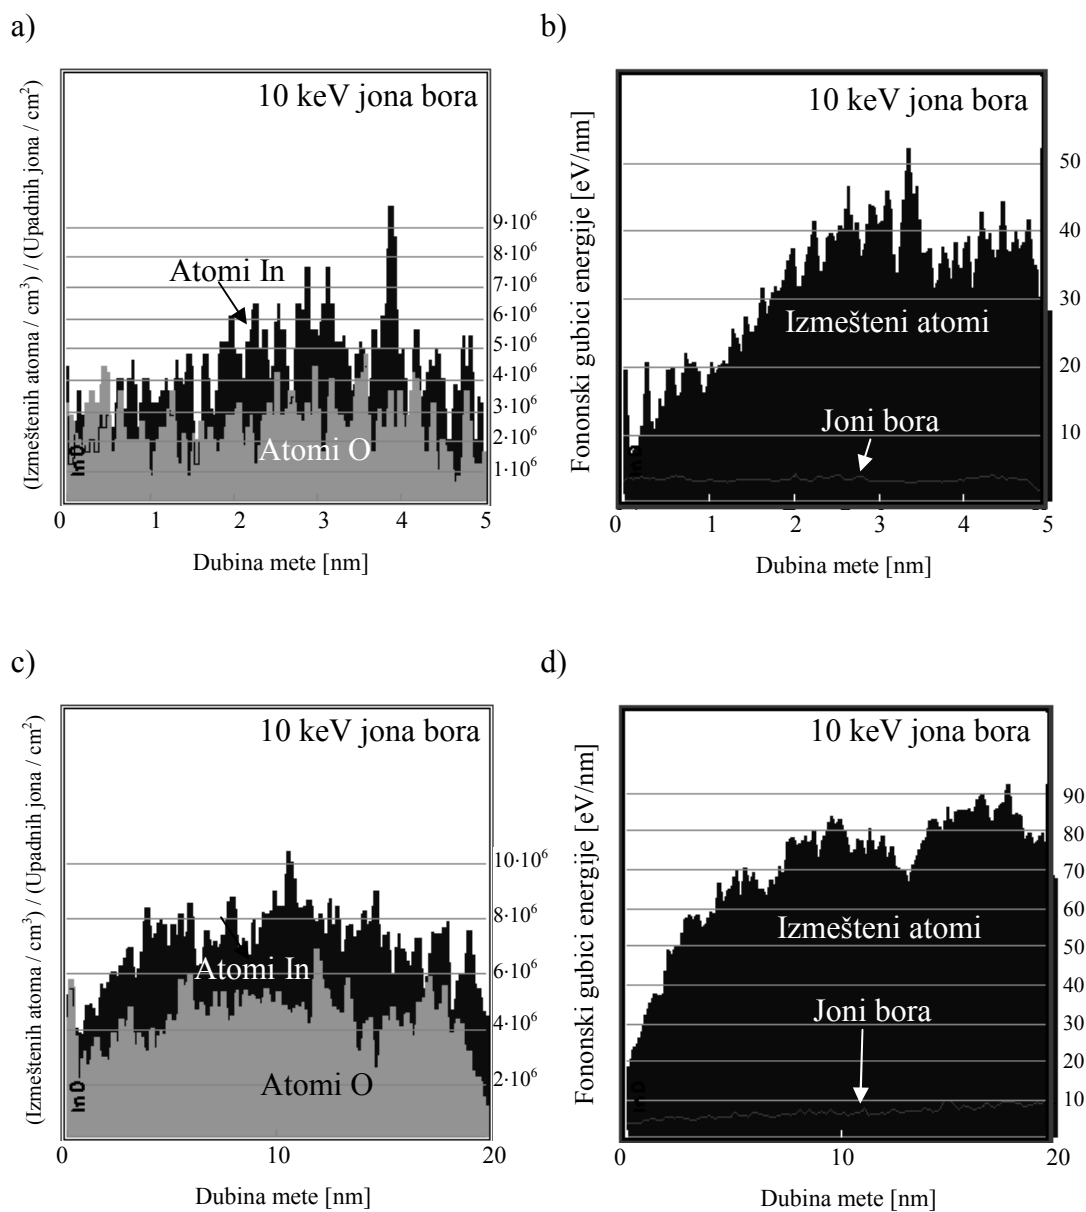 a)
(Izmeštenih atoma / cm³) / (Upadnih jona / cm²)
10 keV jona bora
9·10⁶
8·10⁶
7·10⁶
6·10⁶
5·10⁶
4·10⁶
3·10⁶
2·10⁶
1·10⁶
Atomi In
Atomi O
0 1 2 3 4 5
Dubina mete [nm]
b)
Fononski gubici energije [eV/nm]
10 keV jona bora
50
40
30
20
10
Izmešteni atomi
Joni bora
0 1 2 3 4 5
Dubina mete [nm]
c)
(Izmeštenih atoma / cm³) / (Upadnih jona / cm²)
10 keV jona bora
10·10⁶
8·10⁶
6·10⁶
4·10⁶
2·10⁶
Atomi In
Atomi O
0 10 20
Dubina mete [nm]
d)
Fononski gubici energije [eV/nm]
10 keV jona bora
90
80
70
60
50
40
30
20
10
Izmešteni atomi
Joni bora
0 10 20
Dubina mete [nm]